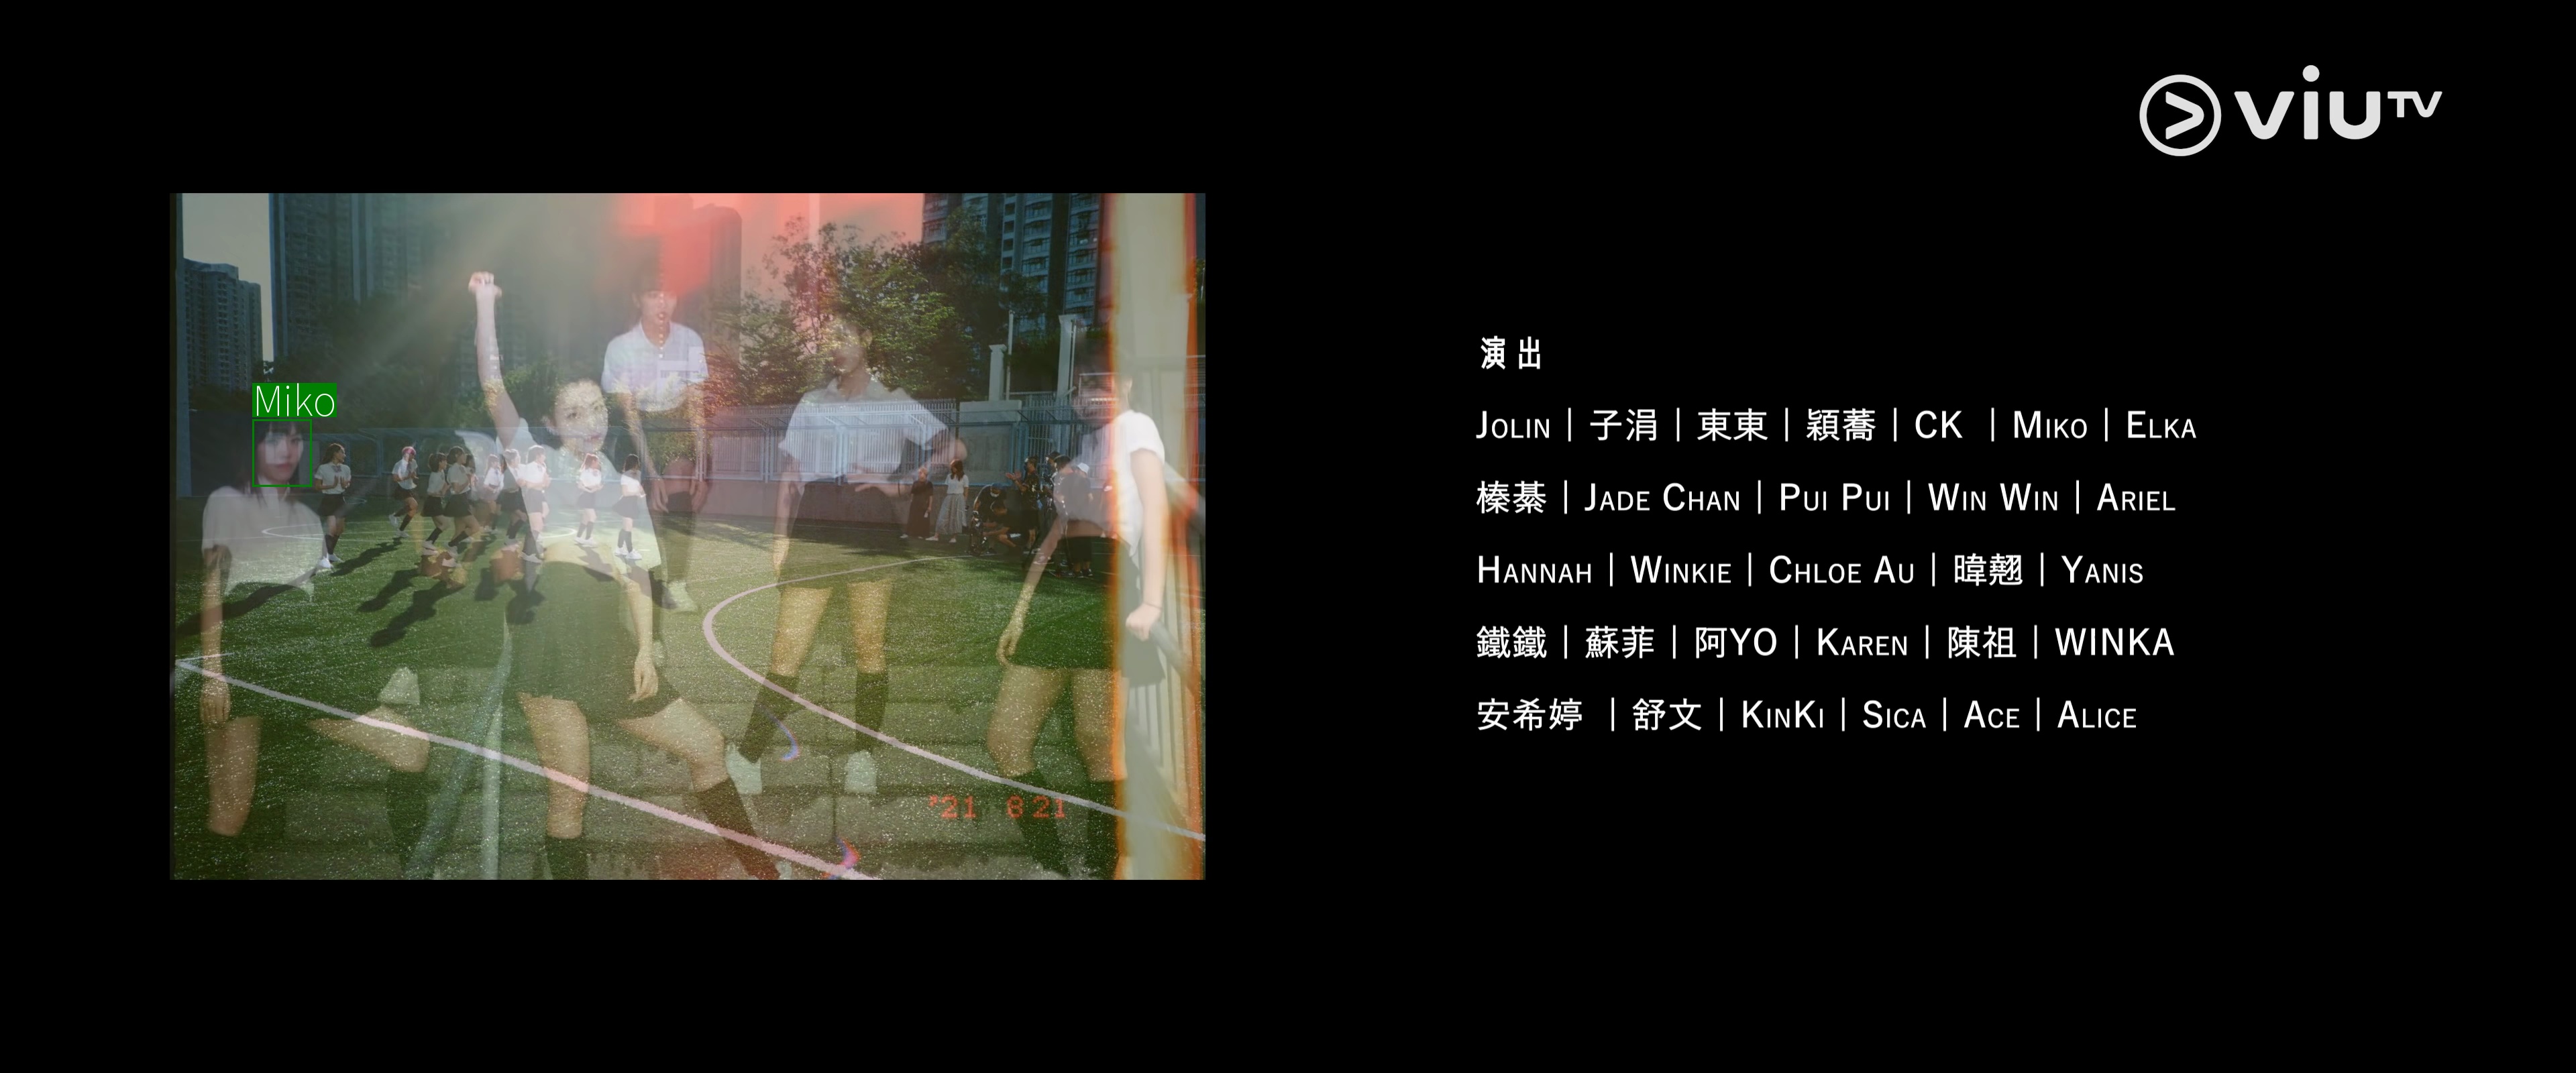 viuTV
Miko
演出
JOLIN | 子涓 | 東東 | 穎蕎 | CK | MIKO | ELKA
榛綦 | JADE CHAN | PUI PUI | WIN WIN | ARIEL
HANNAH | WINKIE | CHLOE AU | 暐翹 | YANIS
鐵鐵 | 蘇菲 | 阿YO | KAREN | 陳祖 | WINKA
安希婷 | 舒文 | KINKI | SICA | ACE | ALICE
'21 8 21